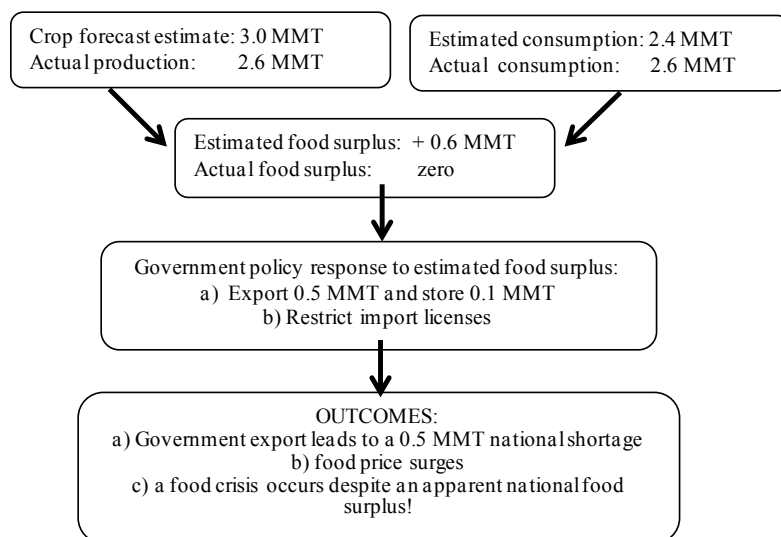 Crop forecast estimate: 3.0 MMT
Actual production: 2.6 MMT
Estimated consumption: 2.4 MMT
Actual consumption: 2.6 MMT
Estimated food surplus: + 0.6 MMT
Actual food surplus: zero
Government policy response to estimated food surplus:
a) Export 0.5 MMT and store 0.1 MMT
b) Restrict import licenses
OUTCOMES:
a) Government export leads to a 0.5 MMT national shortage
b) food price surges
c) a food crisis occurs despite an apparent national food
surplus!